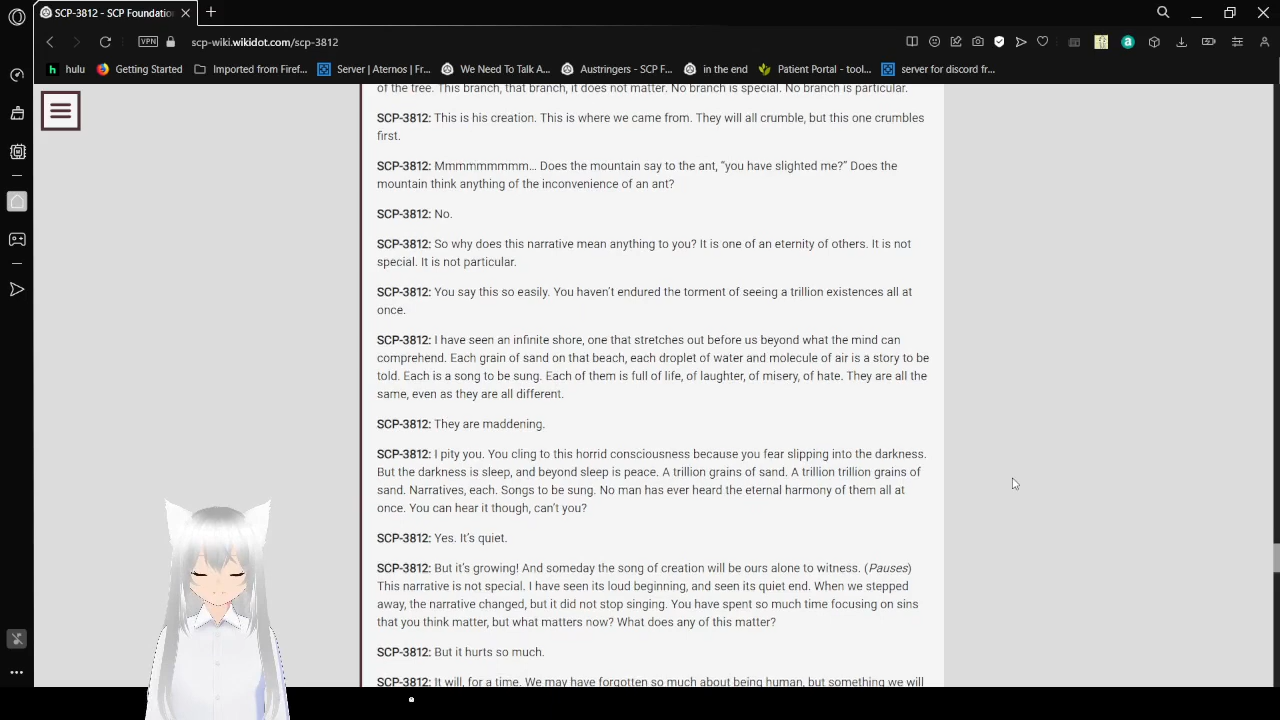 SCP-3812 - SCP Foundatio
scp-wiki.wikidot.com/scp-3812
VPN
hulu
Getting Started
Imported from Firef...
Server | Aternos | Fr...
We Need To Talk A...
Austringers - SCP F...
in the end
Patient Portal - tool...
server for discord fr...
of the tree. This branch, that branch, it does not matter. No branch is special. No branch is particular.
SCP-3812: This is his creation. This is where we came from. They will all crumble, but this one crumbles
first.
SCP-3812: Mmmmmmmmm… Does the mountain say to the ant, “you have slighted me?” Does the
mountain think anything of the inconvenience of an ant?
SCP-3812: No.
SCP-3812: So why does this narrative mean anything to you? It is one of an eternity of others. It is not
special. It is not particular.
SCP-3812: You say this so easily. You haven’t endured the torment of seeing a trillion existences all at
once.
SCP-3812: I have seen an infinite shore, one that stretches out before us beyond what the mind can
comprehend. Each grain of sand on that beach, each droplet of water and molecule of air is a story to be
told. Each is a song to be sung. Each of them is full of life, of laughter, of misery, of hate. They are all the
same, even as they are all different.
SCP-3812: They are maddening.
SCP-3812: I pity you. You cling to this horrid consciousness because you fear slipping into the darkness.
But the darkness is sleep, and beyond sleep is peace. A trillion grains of sand. A trillion trillion grains of
sand. Narratives, each. Songs to be sung. No man has ever heard the eternal harmony of them all at
once. You can hear it though, can’t you?
SCP-3812: Yes. It’s quiet.
SCP-3812: But it’s growing! And someday the song of creation will be ours alone to witness. (Pauses)
This narrative is not special. I have seen its loud beginning, and seen its quiet end. When we stepped
away, the narrative changed, but it did not stop singing. You have spent so much time focusing on sins
that you think matter, but what matters now? What does any of this matter?
SCP-3812: But it hurts so much.
SCP-3812: It will, for a time. We may have forgotten so much about being human, but something we will